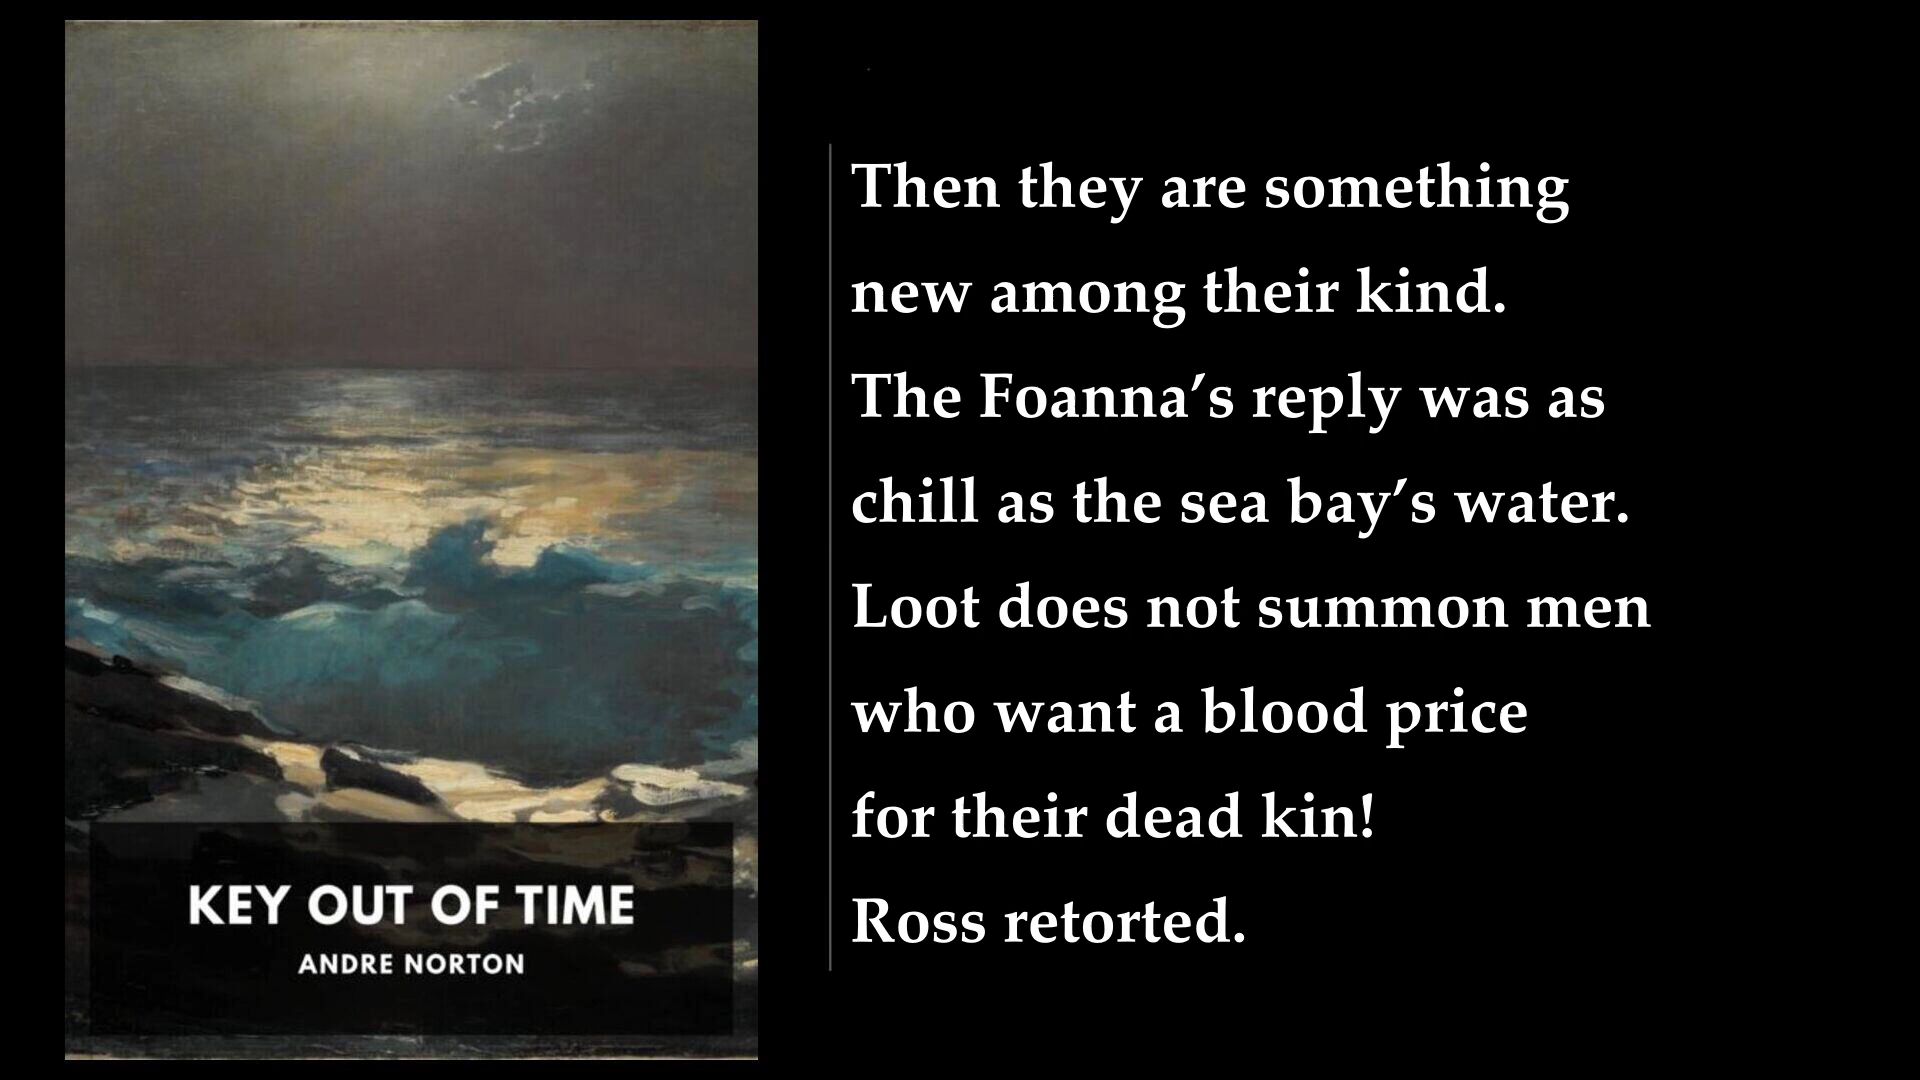 KEY OUT OF TIME
ANDRE NORTON
Then they are something
new among their kind.
The Foanna’s reply was as
chill as the sea bay’s water.
Loot does not summon men
who want a blood price
for their dead kin!
Ross retorted.